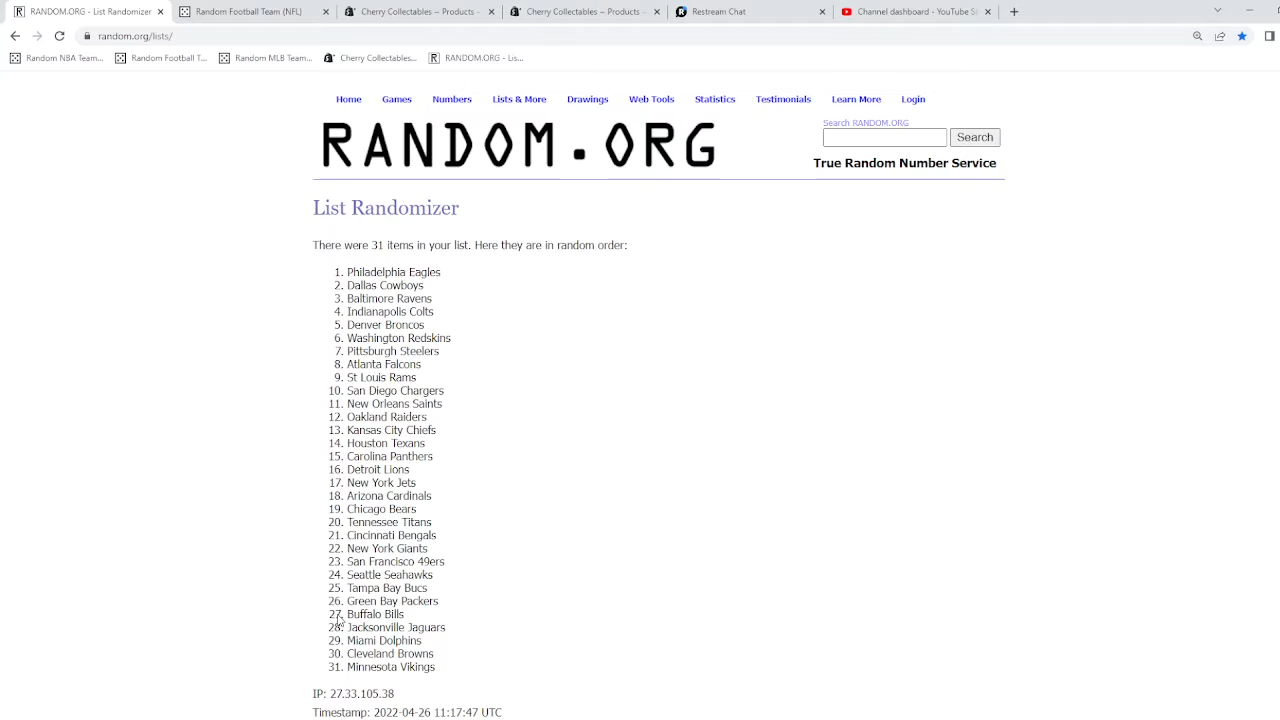 RANDOM.ORG - List Randomizer
Random Football Team (NFL)
Cherry Collectables — Products -
Cherry Collectables — Products -
Restream Chat
Channel dashboard - YouTube S
random.org/lists/
Random NBA Team...
Random Football T...
Random MLB Team...
Cherry Collectables...
RANDOM.ORG - Lis...
Home Games Numbers Lists & More Drawings Web Tools Statistics Testimonials Learn More Login
RANDOM.ORG
Search RANDOM.ORG
Search
True Random Number Service
List Randomizer
There were 31 items in your list. Here they are in random order:
1. Philadelphia Eagles
2. Dallas Cowboys
3. Baltimore Ravens
4. Indianapolis Colts
5. Denver Broncos
6. Washington Redskins
7. Pittsburgh Steelers
8. Atlanta Falcons
9. St Louis Rams
10. San Diego Chargers
11. New Orleans Saints
12. Oakland Raiders
13. Kansas City Chiefs
14. Houston Texans
15. Carolina Panthers
16. Detroit Lions
17. New York Jets
18. Arizona Cardinals
19. Chicago Bears
20. Tennessee Titans
21. Cincinnati Bengals
22. New York Giants
23. San Francisco 49ers
24. Seattle Seahawks
25. Tampa Bay Bucs
26. Green Bay Packers
27. Buffalo Bills
28. Jacksonville Jaguars
29. Miami Dolphins
30. Cleveland Browns
31. Minnesota Vikings
IP: 27.33.105.38
Timestamp: 2022-04-26 11:17:47 UTC